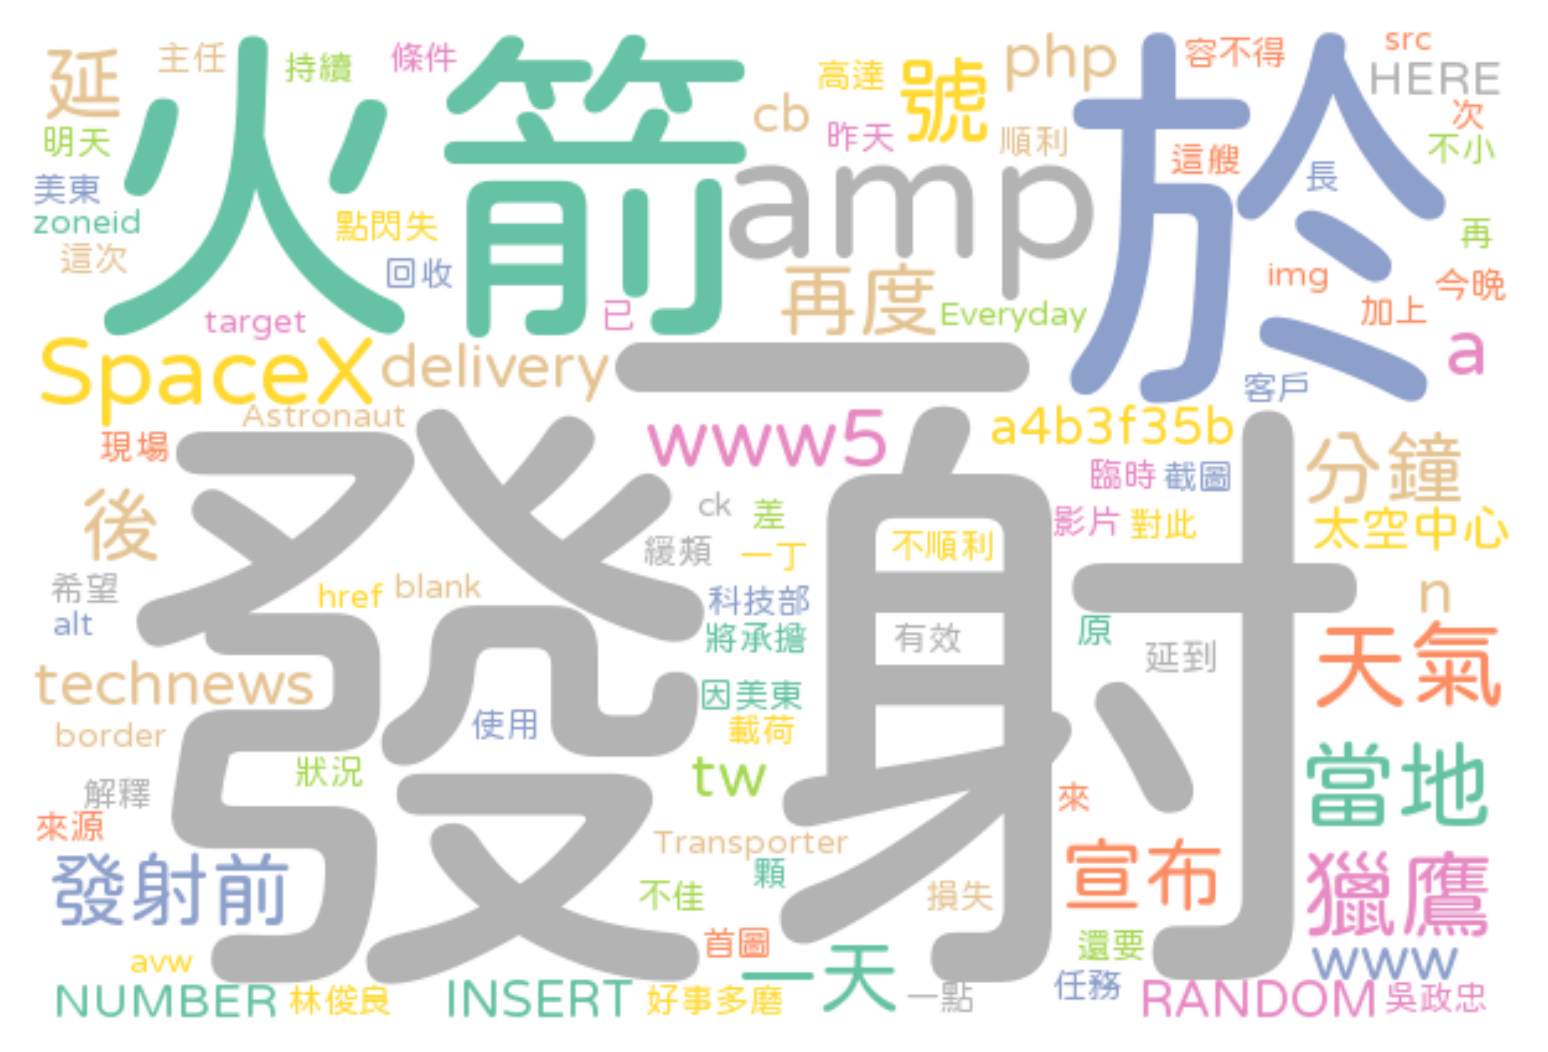 延
主任
持續
條件
火箭
高達
號
php
cb
昨天
順利
於
容不得
src
HERE
次
不小
明天
美東
zoneid
這次
點閃失
回收
amp
這艘
長
再
img
今晚
加上
target
已
再度
Everyday
a
SpaceX
delivery
一
客戶
Astronaut
現場
www5
a4b3f35b
分鐘
臨時
截圖
太空中心
後
發射
ck
差
影片
對此
緩頰
一丁
不順利
希望
href
blank
科技部
n
alt
將承擔
有效
原
延到
天氣
technews
因美東
border
使用
載荷
狀況
tw
當地
解釋
來
來源
Transporter
發射前
顆
宣布
獵鷹
不佳
損失
首圖
還要
avw
一天
www
NUMBER
林俊良
INSERT
好事多磨
一點
任務
RANDOM
吳政忠